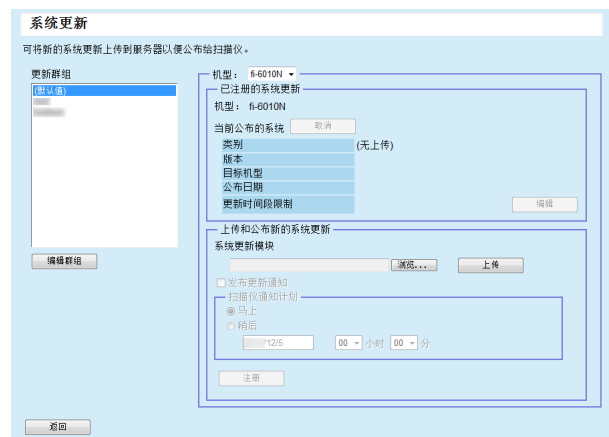 系统更新
可将新的系统更新上传到服务器以便公布给扫描仪。
更新群组
(默认值)
编辑群组
机型： fi-6010N
已注册的系统更新
机型： fi-6010N
当前公布的系统 取消
类别 (无上传)
版本
目标机型
公布日期
更新时间段限制 编辑
上传和公布新的系统更新
系统更新模块
浏览... 上传
发布更新通知
扫描仪通知计划
马上
稍后
/12/5 00 小时 00 分
注册
返回